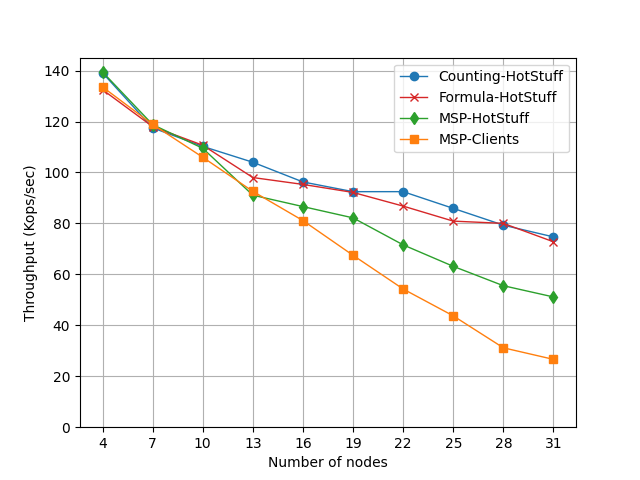 Counting-HotStuff
Formula-HotStuff
MSP-HotStuff
MSP-Clients
Throughput (Kops/sec)
140
120
100
80
60
40
20
0
4 7 10 13 16 19 22 25 28 31
Number of nodes